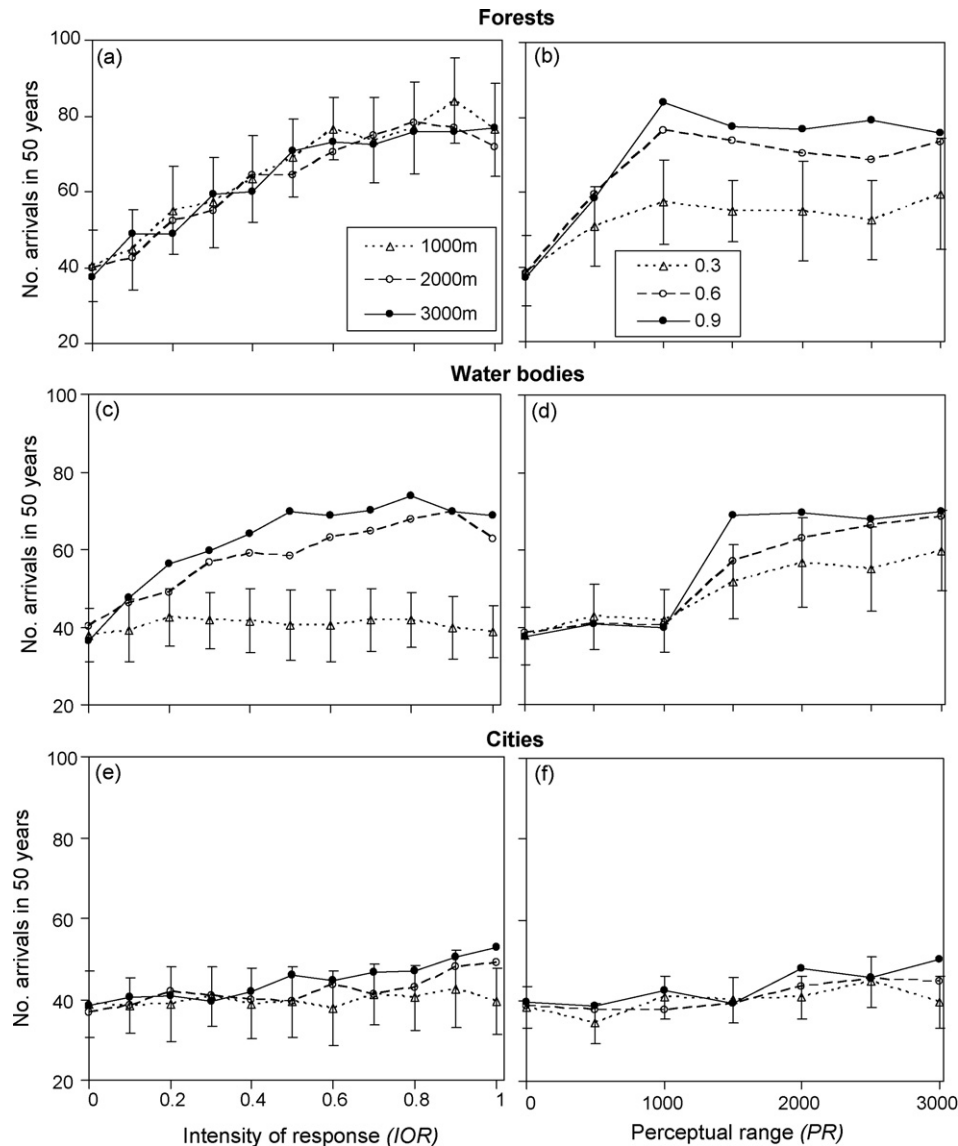 Forests
(a)
(b)
No. arrivals in 50 years
100
80
60
40
20
1000m
2000m
3000m
0.3
0.6
0.9
Water bodies
(c)
(d)
No. arrivals in 50 years
100
80
60
40
20
Cities
(e)
(f)
No. arrivals in 50 years
100
80
60
40
20
0
0.2
0.4
0.6
0.8
1
0
1000
2000
3000
Intensity of response (IOR)
Perceptual range (PR)